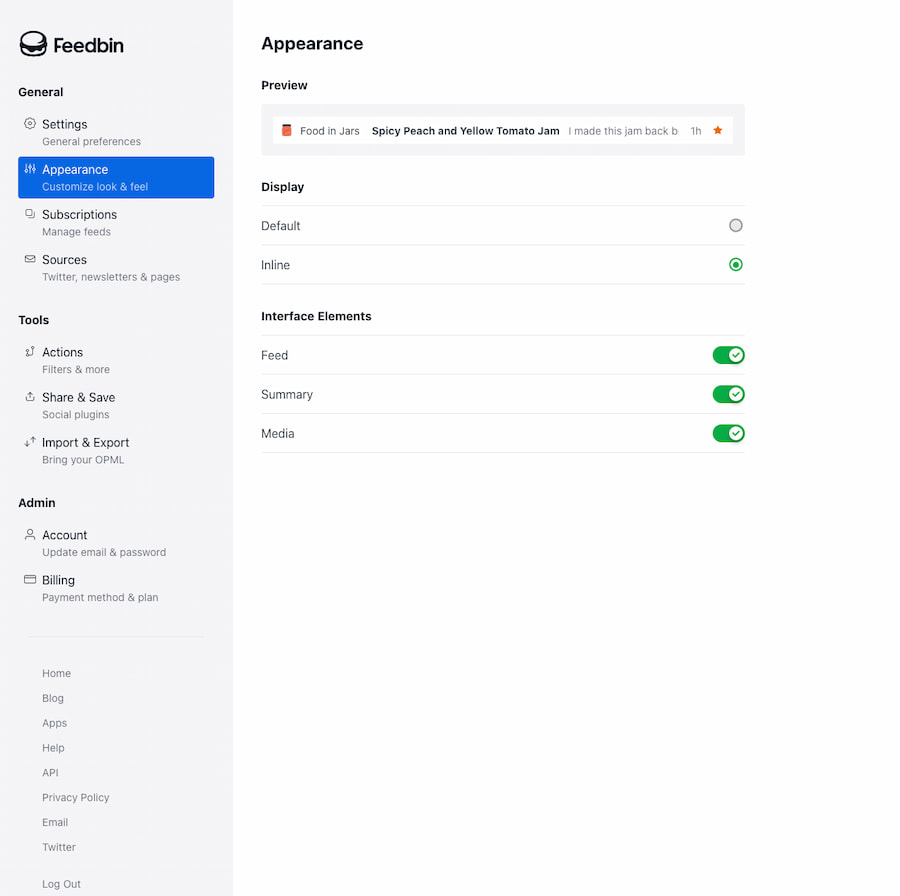 Feedbin
General
Settings
General preferences
Appearance
Customize look & feel
Subscriptions
Manage feeds
Sources
Twitter, newsletters & pages
Tools
Actions
Filters & more
Share & Save
Social plugins
Import & Export
Bring your OPML
Admin
Account
Update email & password
Billing
Payment method & plan
Home
Blog
Apps
Help
API
Privacy Policy
Email
Twitter
Log Out
Appearance
Preview
Food in Jars Spicy Peach and Yellow Tomato Jam I made this jam back b 1h
Display
Default
Inline
Interface Elements
Feed
Summary
Media